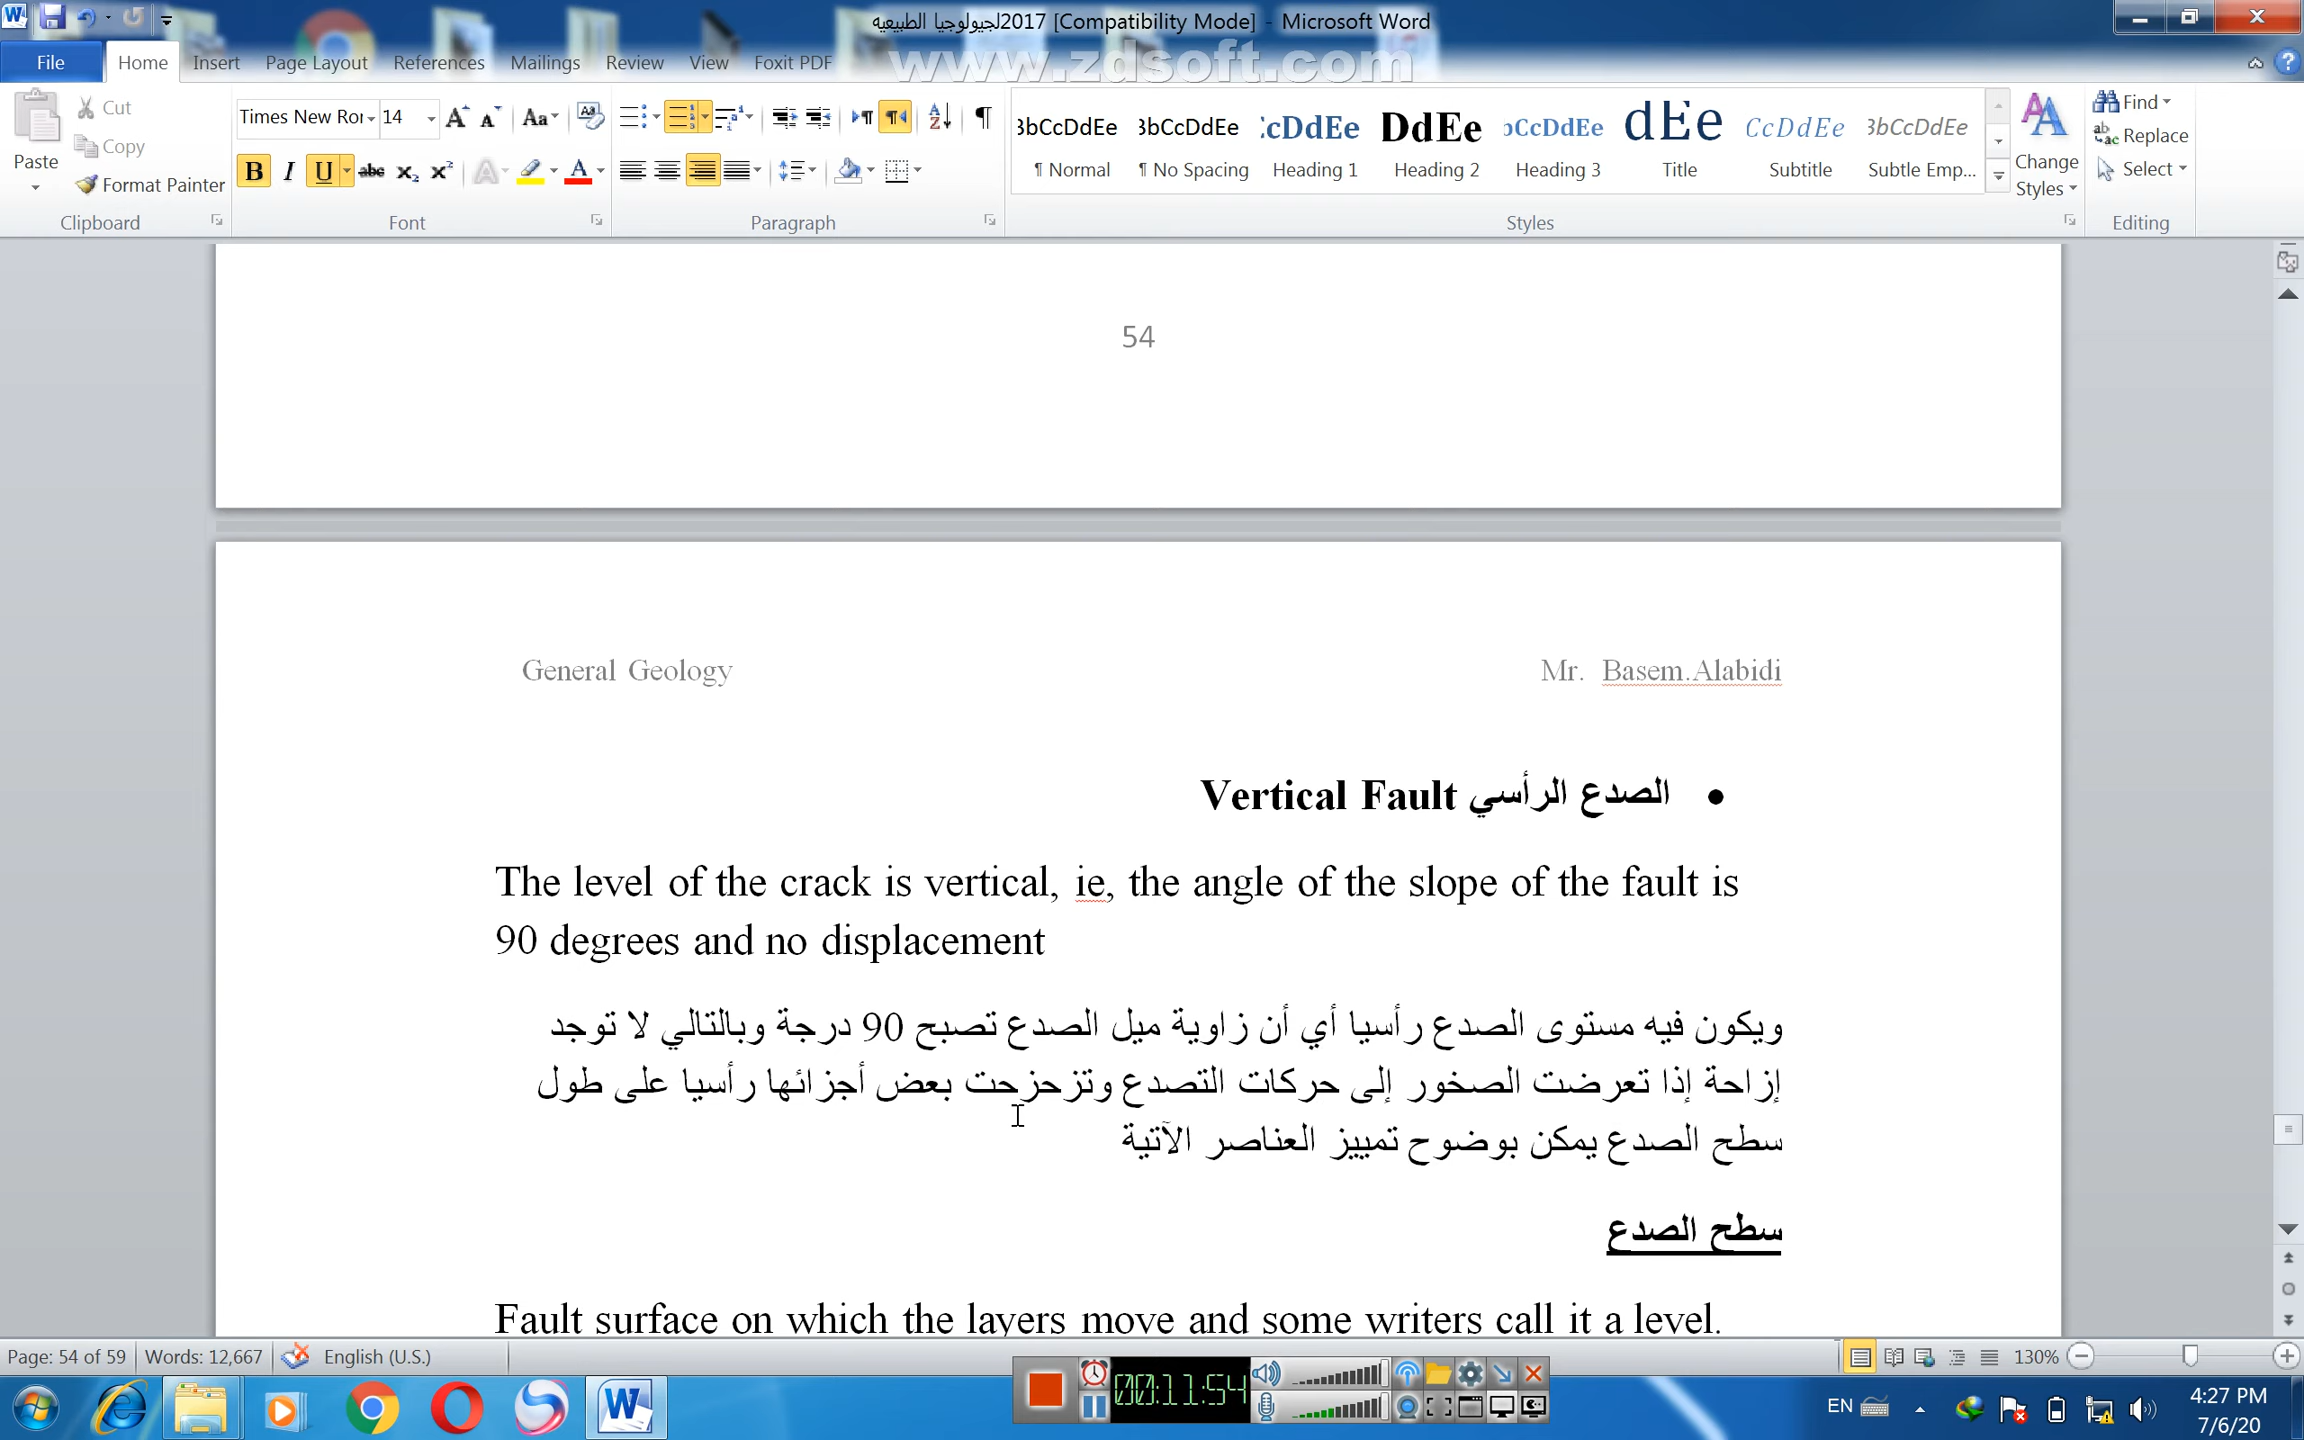 لجيولوجيا الطبيعيه2017 [Compatibility Mode] - Microsoft Word
www.zdsoft.com
File Home Insert Page Layout References Mailings Review View Foxit PDF
Paste
Cut
Copy
Format Painter
Clipboard
Times New Ror 14
Font
Paragraph
¶ Normal
¶ No Spacing
Heading 1
Heading 2
Heading 3
Title
Subtitle
Subtle Emp...
Change Styles
Styles
Find
Replace
Select
Editing
54
General Geology Mr. Basem.Alabidi
• الصدع الرأسي Vertical Fault
The level of the crack is vertical, ie, the angle of the slope of the fault is
90 degrees and no displacement
ويكون فيه مستوى الصدع رأسيا أي أن زاوية ميل الصدع تصبح 90 درجة وبالتالي لا توجد
إزاحة إذا تعرضت الصخور إلى حركات التصدع وتزحزحت بعض أجزائها رأسيا على طول
سطح الصدع يمكن بوضوح تمييز العناصر الآتية
سطح الصدع
Fault surface on which the layers move and some writers call it a level.
Page: 54 of 59 Words: 12,667 English (U.S.) 130%
00:11:54
EN
4:27 PM
7/6/20